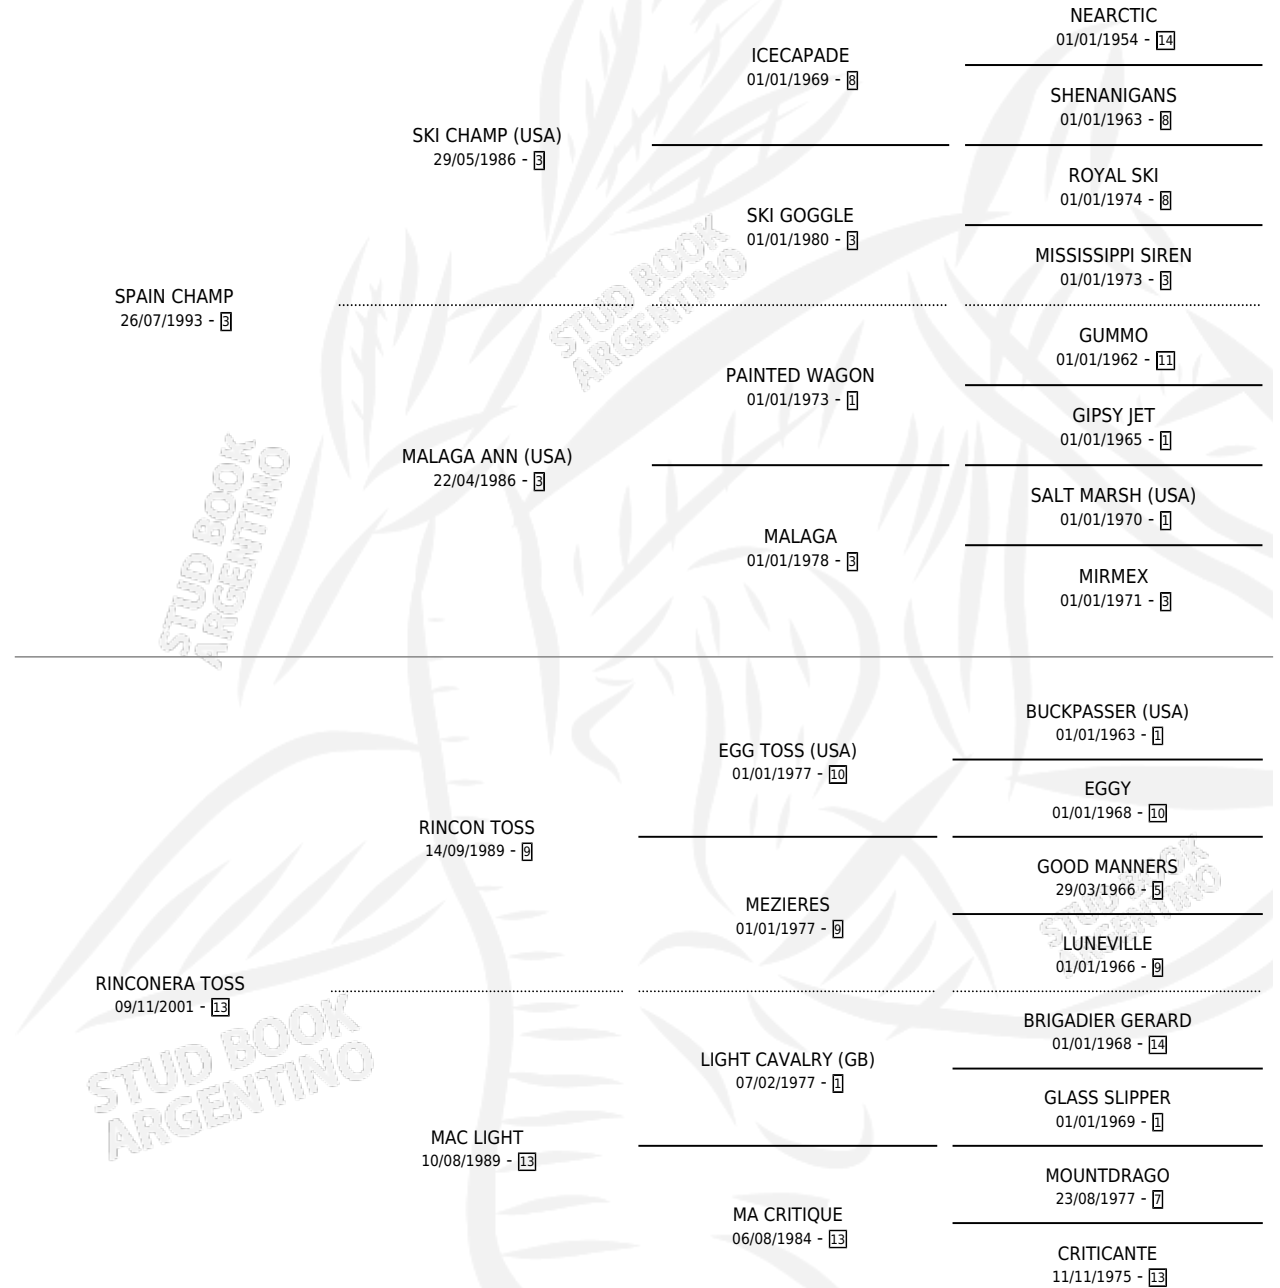 NEARCTIC
01/01/1954 - 14
ICECAPADE
01/01/1969 - 8
SHENANIGANS
01/01/1963 - 8
SKI CHAMP (USA)
29/05/1986 - 3
ROYAL SKI
01/01/1974 - 8
SKI GOGGLE
01/01/1980 - 3
MISSISSIPPI SIREN
01/01/1973 - 3
SPAIN CHAMP
26/07/1993 - 3
STUD BOOK
ARGENTINO
GUMMO
01/01/1962 - 11
PAINTED WAGON
01/01/1973 - 1
GIPSY JET
01/01/1965 - 1
MALAGA ANN (USA)
22/04/1986 - 3
SALT MARSH (USA)
01/01/1970 - 1
MALAGA
01/01/1978 - 3
MIRMEX
01/01/1971 - 3
STUD BOOK
ARGENTINO
BUCKPASSER (USA)
01/01/1963 - 1
EGG TOSS (USA)
01/01/1977 - 10
EGGY
01/01/1968 - 10
RINCON TOSS
14/09/1989 - 9
GOOD MANNERS
29/03/1966 - 5
MEZIERES
01/01/1977 - 9
LUNEVILLE
01/01/1966 - 9
STUD BOOK
ARGENTINO
RINCONERA TOSS
09/11/2001 - 13
BRIGADIER GERARD
01/01/1968 - 14
LIGHT CAVALRY (GB)
07/02/1977 - 1
GLASS SLIPPER
01/01/1969 - 1
STUD BOOK
ARGENTINO
MAC LIGHT
10/08/1989 - 13
MOUNTDRAGO
23/08/1977 - 7
MA CRITIQUE
06/08/1984 - 13
CRITICANTE
11/11/1975 - 13